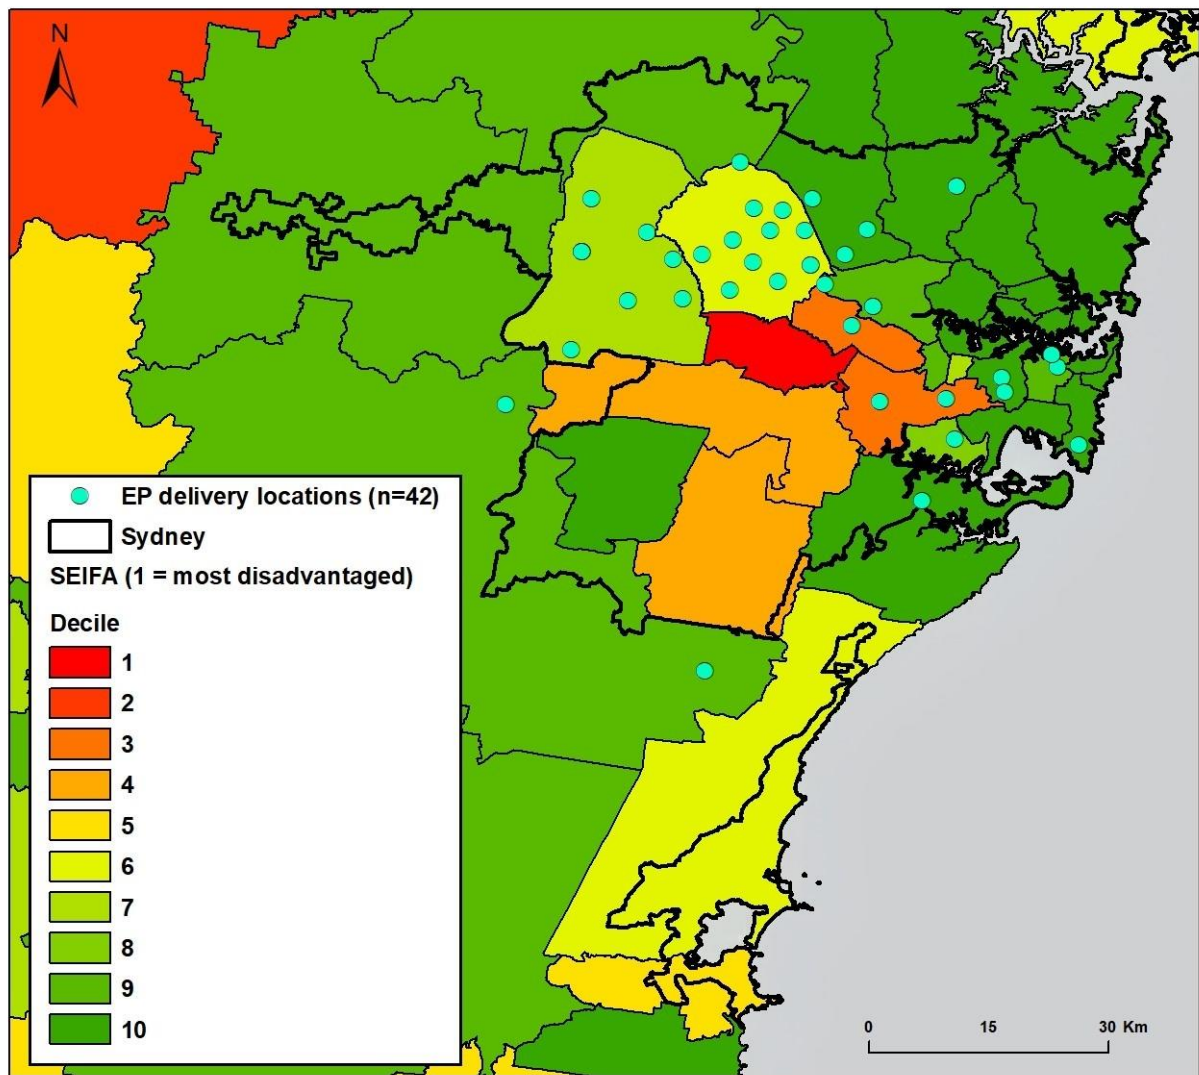 N
EP delivery locations (n=42)
Sydney
SEIFA (1 = most disadvantaged)
Decile
1
2
3
4
5
6
7
8
9
10
0 15 30 Km